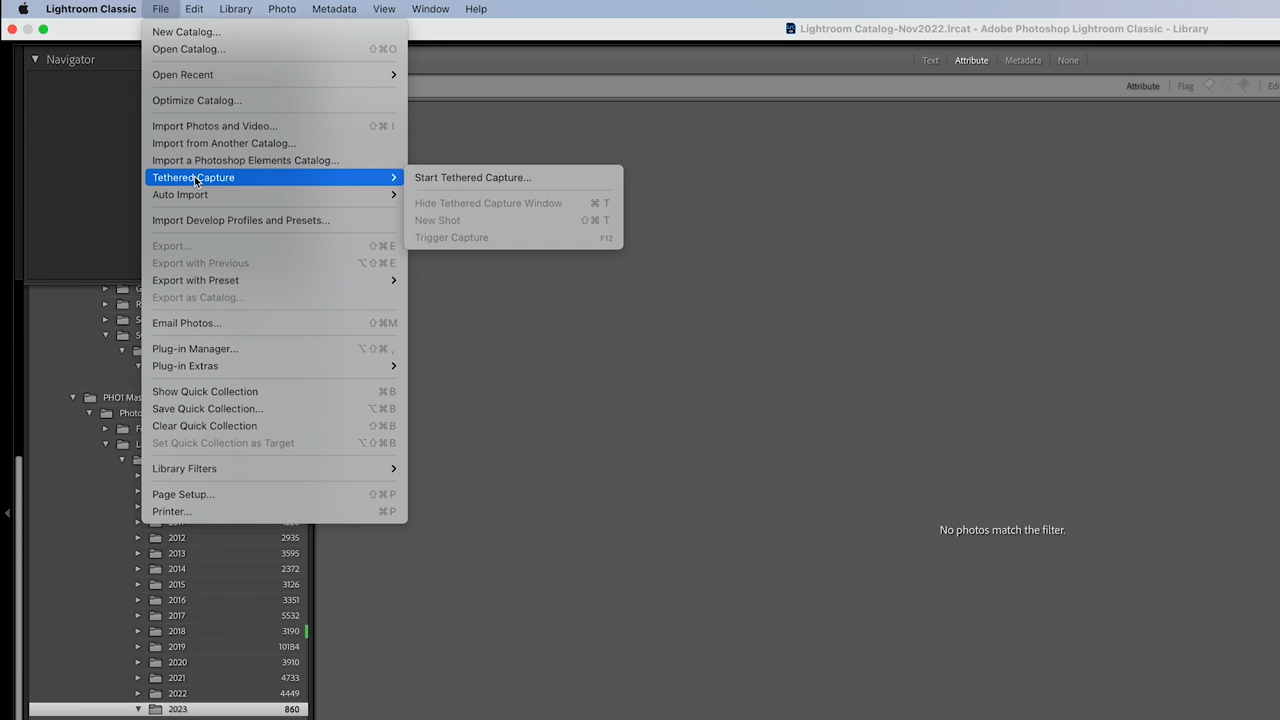 Lightroom Classic File Edit Library Photo Metadata View Window Help
Lightroom Catalog-Nov2022.lrcat - Adobe Photoshop Lightroom Classic - Library
Navigator
Text Attribute Metadata None
Attribute Flag
New Catalog...
Open Catalog... ⇧⌘O
Open Recent
Optimize Catalog...
Import Photos and Video... ⇧⌘I
Import from Another Catalog...
Import a Photoshop Elements Catalog...
Tethered Capture
Auto Import
Import Develop Profiles and Presets...
Export... ⇧⌘E
Export with Previous ⌥⇧⌘E
Export with Preset
Export as Catalog...
Email Photos... ⇧⌘M
Plug-in Manager... ⌥⇧⌘,
Plug-in Extras
Show Quick Collection ⌘B
Save Quick Collection... ⌥⌘B
Clear Quick Collection ⇧⌘B
Set Quick Collection as Target ⌥⇧⌘B
Library Filters
Page Setup... ⇧⌘P
Printer... ⌘P
Start Tethered Capture...
Hide Tethered Capture Window ⌘T
New Shot ⇧⌘T
Trigger Capture F12
PHO1 Mas
Photo
2012 2935
2013 3595
2014 2372
2015 3126
2016 3351
2017 5532
2018 3190
2019 10184
2020 3910
2021 4733
2022 4449
2023 860
No photos match the filter.